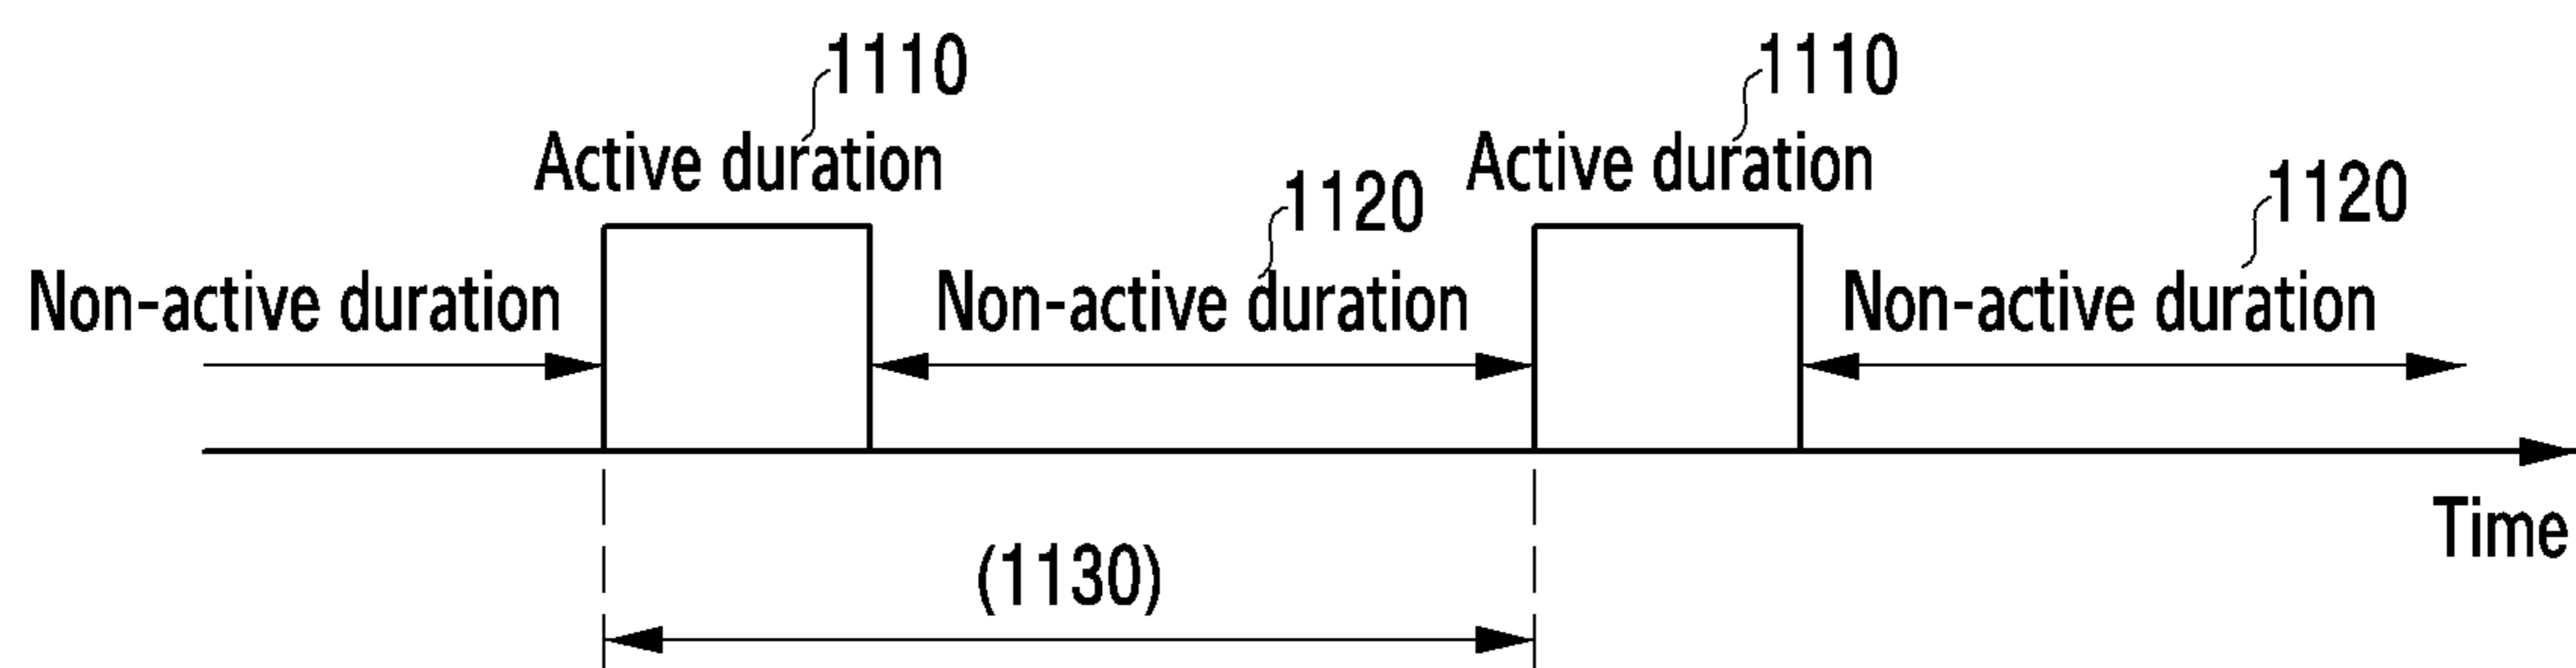 1110
1110
Active duration
Active duration
1120
1120
Non-active duration
Non-active duration
Non-active duration
Time
(1130)